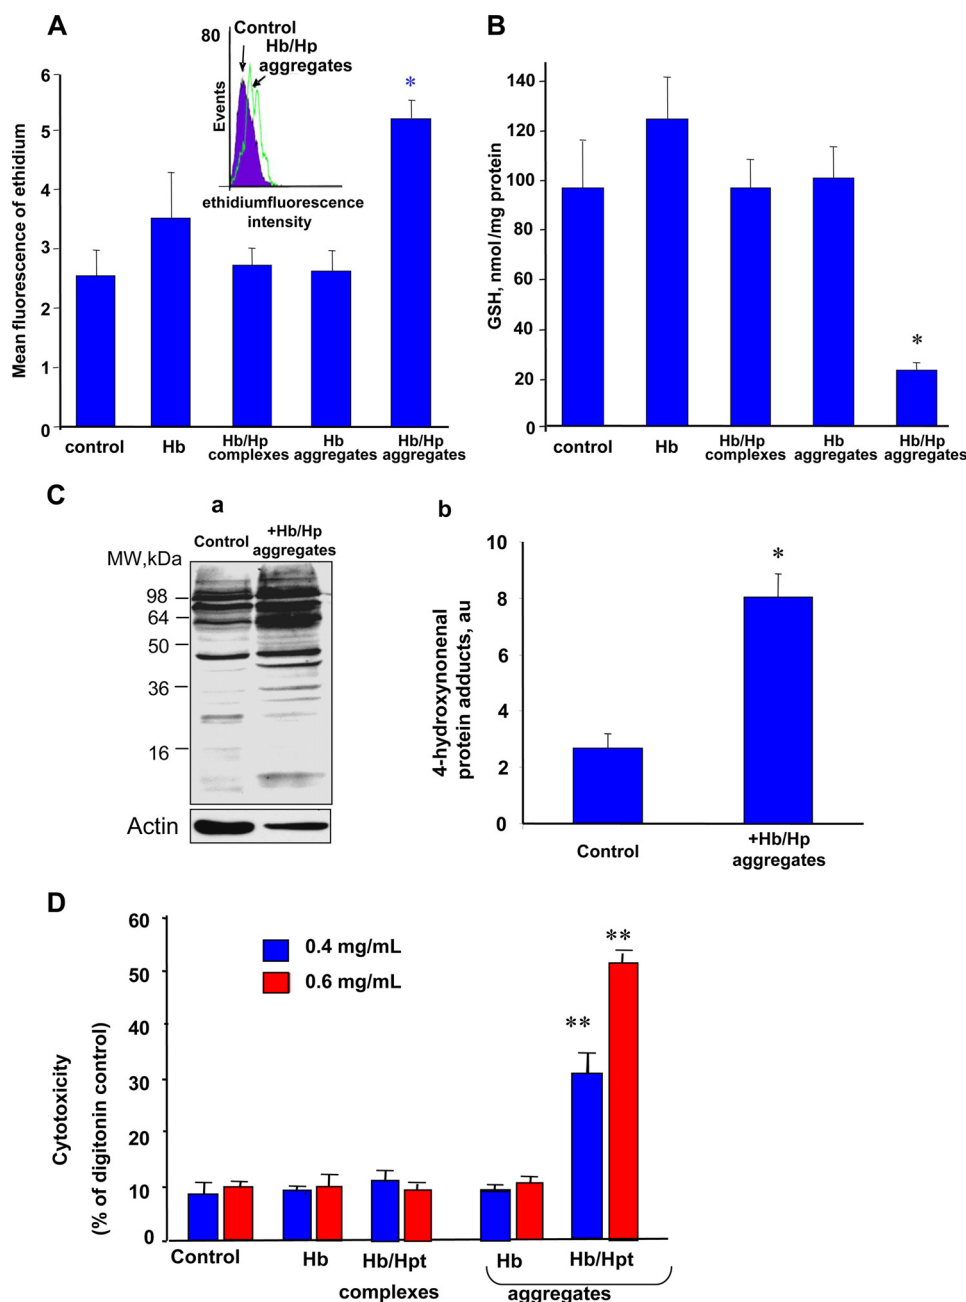 A
80
Control
Hb/Hp
aggregates
Events
ethidiumfluorescence
intensity
*
Mean fluorescence of ethidium
6
5
4
3
2
1
0
control
Hb
Hb/Hp
complexes
Hb
aggregates
Hb/Hp
aggregates
B
GSH, nmol/mg protein
140
120
100
80
60
40
20
0
*
control
Hb
Hb/Hp
complexes
Hb
aggregates
Hb/Hp
aggregates
C
a
Control
+Hb/Hp
aggregates
MW,kDa
98
64
50
36
16
Actin
b
4-hydroxynonenal
protein adducts, au
10
8
6
4
2
0
*
Control
+Hb/Hp
aggregates
D
Cytotoxicity
(% of digitonin control)
60
50
40
30
20
10
0
0.4 mg/mL
0.6 mg/mL
**
**
Control
Hb
Hb/Hpt
complexes
Hb
Hb/Hpt
aggregates